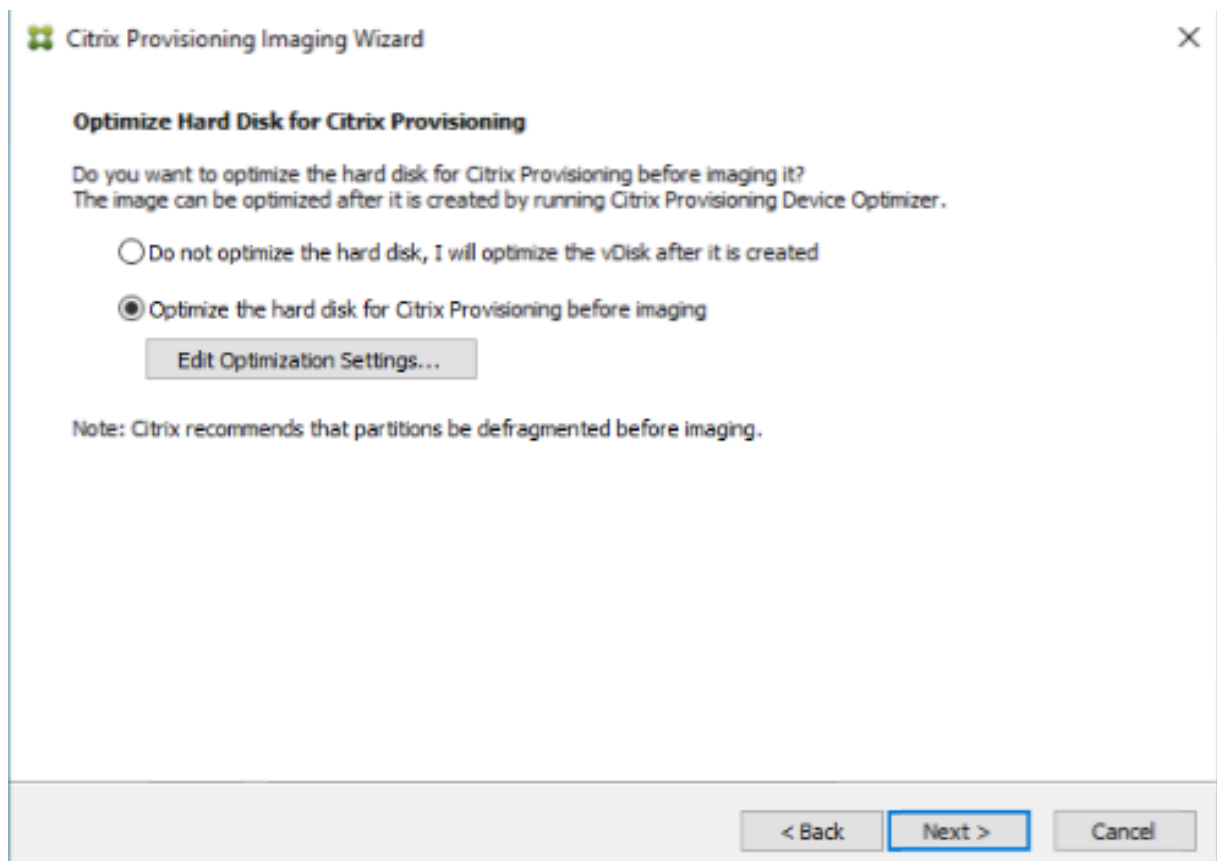 Citrix Provisioning Imaging Wizard
Optimize Hard Disk for Citrix Provisioning
Do you want to optimize the hard disk for Citrix Provisioning before imaging it?
The image can be optimized after it is created by running Citrix Provisioning Device Optimizer.
Do not optimize the hard disk, I will optimize the vDisk after it is created
Optimize the hard disk for Citrix Provisioning before imaging
Edit Optimization Settings...
Note: Citrix recommends that partitions be defragmented before imaging.
< Back Next > Cancel